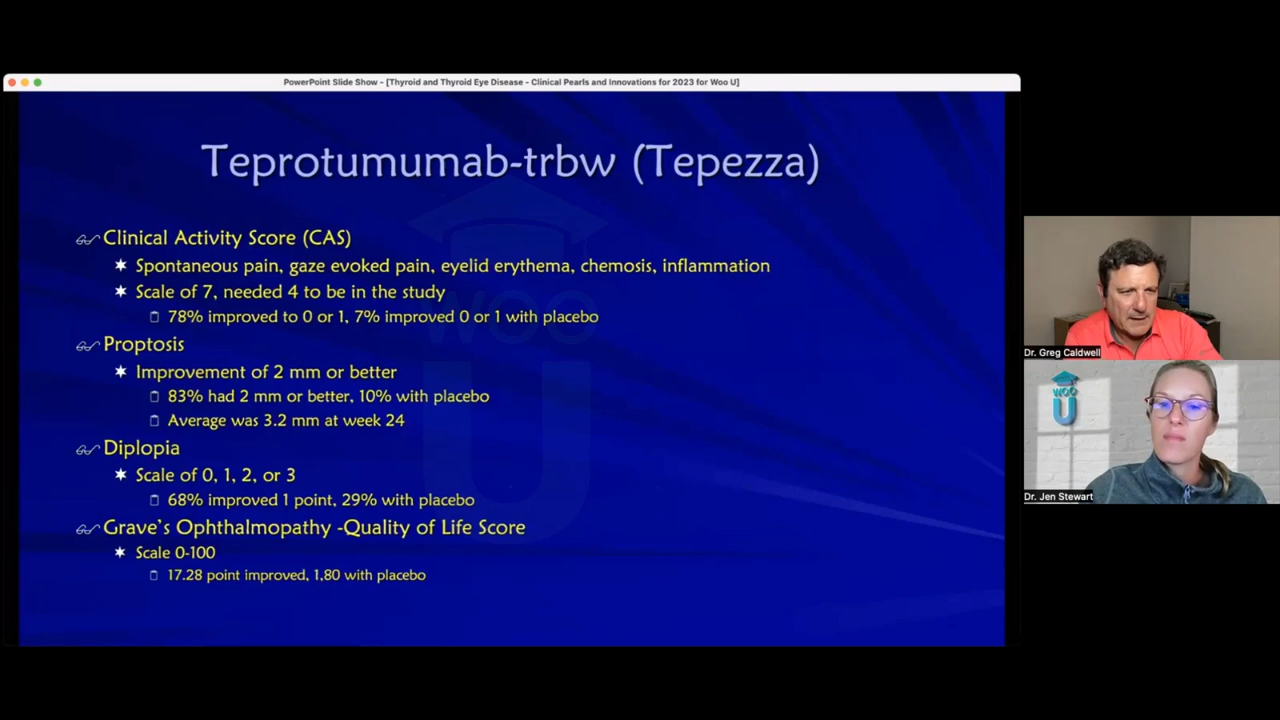 PowerPoint Slide Show - [Thyroid and Thyroid Eye Disease - Clinical Pearls and Innovations for 2023 for Woo U]
Teprotumumab-trbw (Tepezza)
Clinical Activity Score (CAS)
Spontaneous pain, gaze evoked pain, eyelid erythema, chemosis, inflammation
Scale of 7, needed 4 to be in the study
78% improved to 0 or 1, 7% improved 0 or 1 with placebo
Proptosis
Improvement of 2 mm or better
83% had 2 mm or better, 10% with placebo
Average was 3.2 mm at week 24
Diplopia
Scale of 0, 1, 2, or 3
68% improved 1 point, 29% with placebo
Grave's Ophthalmopathy -Quality of Life Score
Scale 0-100
17.28 point improved, 1,80 with placebo
WOO
U
Dr. Greg Caldwell
WOO
U
Dr. Jen Stewart